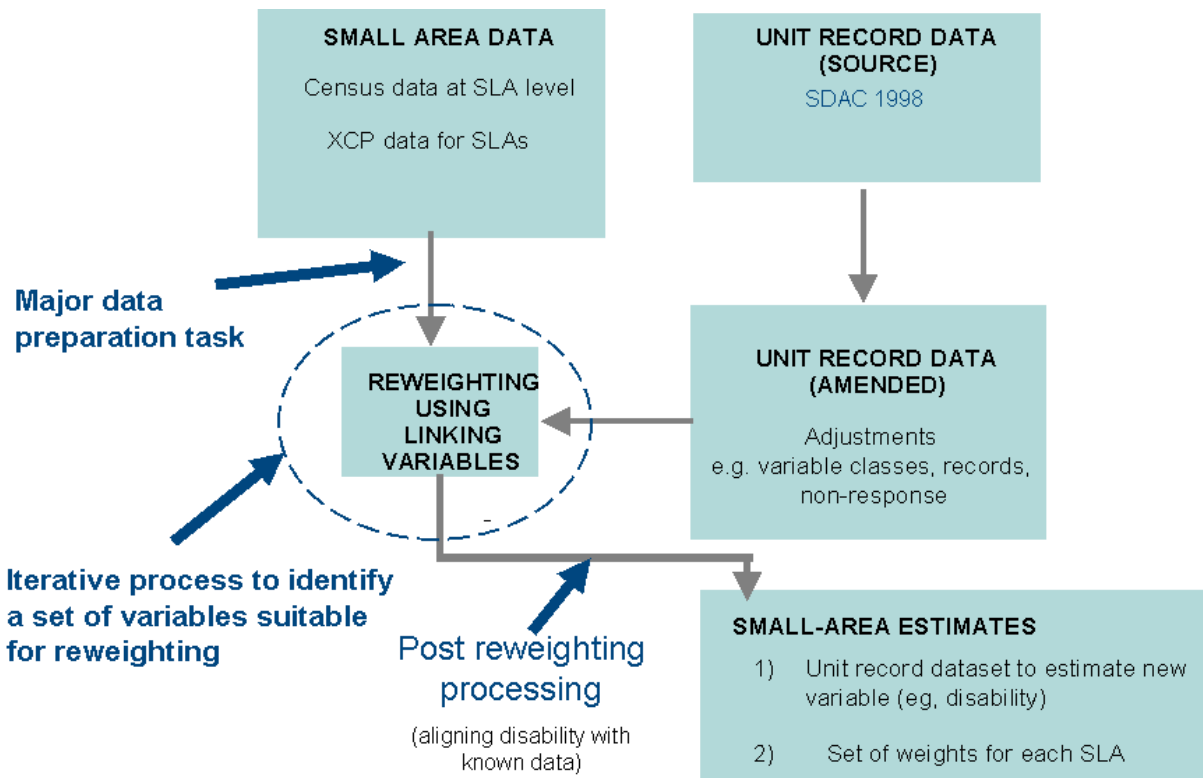 SMALL AREA DATA
Census data at SLA level
XCP data for SLAs
UNIT RECORD DATA
(SOURCE)
SDAC 1998
Major data
preparation task
REWEIGHTING
USING
LINKING
VARIABLES
-
UNIT RECORD DATA
(AMENDED)
Adjustments
e.g. variable classes, records,
non-response
Iterative process to identify
a set of variables suitable
for reweighting
Post reweighting
processing
(aligning disability with
known data)
SMALL-AREA ESTIMATES
1) Unit record dataset to estimate new
variable (eg, disability)
2) Set of weights for each SLA